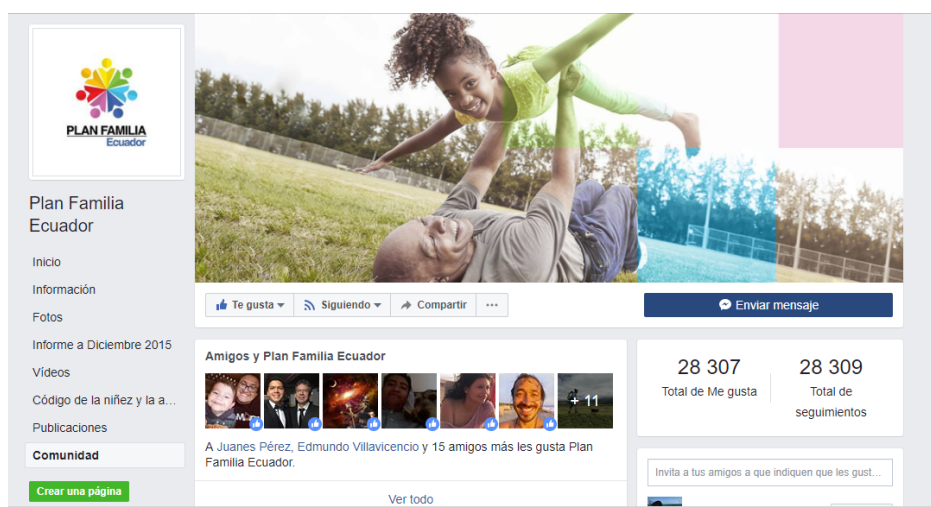 PLAN FAMILIA
Ecuador
Plan Familia
Ecuador
Inicio
Información
Fotos
Informe a Diciembre 2015
Vídeos
Código de la niñez y la a...
Publicaciones
Comunidad
Crear una página
Te gusta
Siguiendo
Compartir
Enviar mensaje
Amigos y Plan Familia Ecuador
+ 11
A Juanes Pérez, Edmundo Villavicencio y 15 amigos más les gusta Plan
Familia Ecuador.
Ver todo
28 307
Total de Me gusta
28 309
Total de
seguimientos
Invita a tus amigos a que indiquen que les gust...